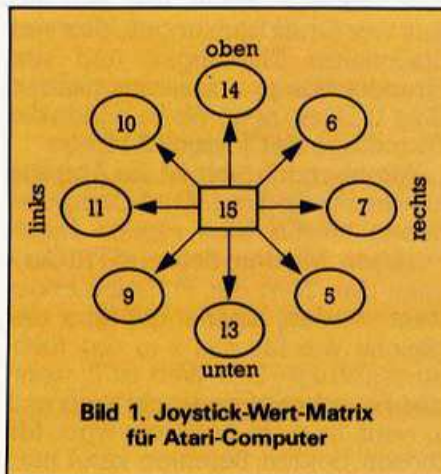 oben
14
10 6
links 11 15 7 rechts
9 5
13
unten
Bild 1. Joystick-Wert-Matrix
für Atari-Computer